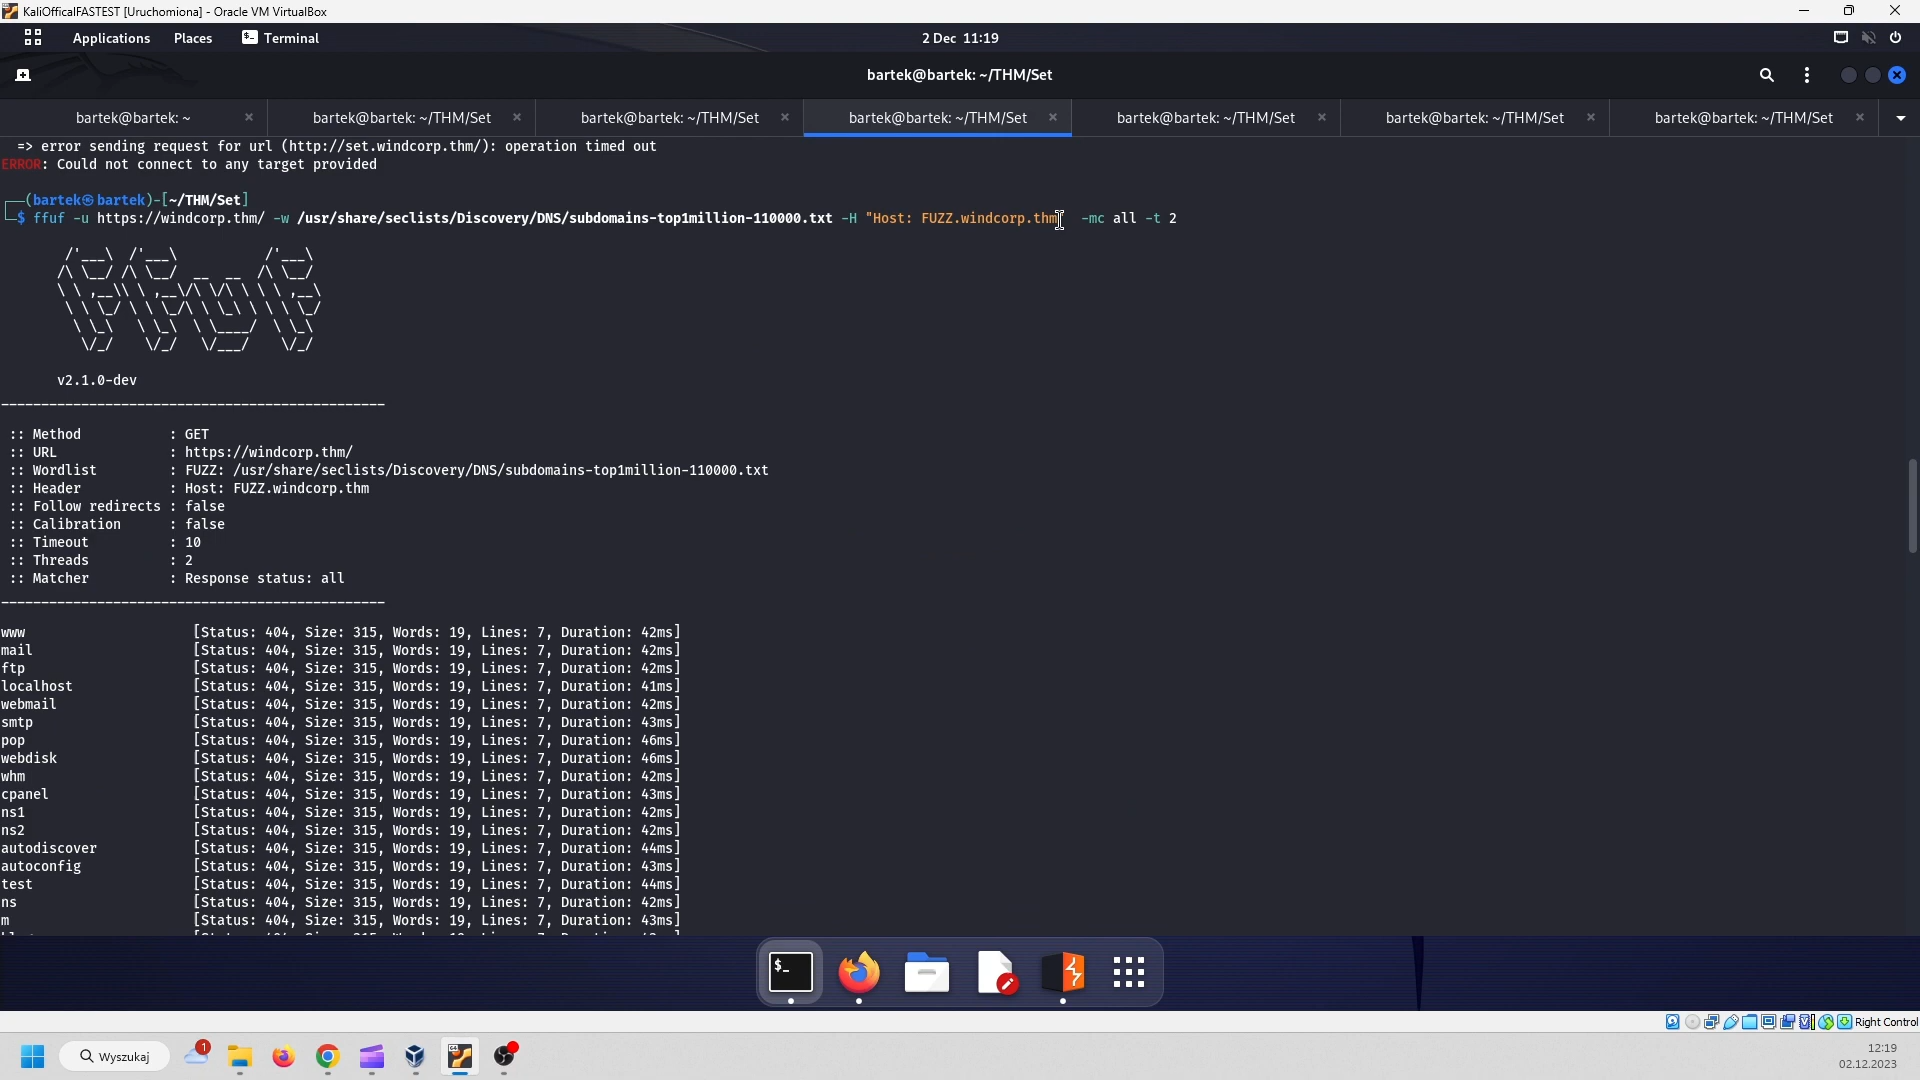 KaliOfficalFASTEST [Uruchomiona] - Oracle VM VirtualBox
Applications Places Terminal 2 Dec 11:19
bartek@bartek: ~/THM/Set
bartek@bartek: ~ bartek@bartek: ~/THM/Set bartek@bartek: ~/THM/Set bartek@bartek: ~/THM/Set bartek@bartek: ~/THM/Set bartek@bartek: ~/THM/Set bartek@bartek: ~/THM/Set
=> error sending request for url (http://set.windcorp.thm/): operation timed out
ERROR: Could not connect to any target provided
┌──(bartek㉿bartek)-[~/THM/Set]
└─$ ffuf -u https://windcorp.thm/ -w /usr/share/seclists/Discovery/DNS/subdomains-top1million-110000.txt -H "Host: FUZZ.windcorp.thm" -mc all -t 2
/'___\ /'___\ /'___\
/\ \__/ /\ \__/ __ __ /\ \__/
\ \ ,__\\ \ ,__\/\ \/\ \ \ \ ,__\
\ \ \_/ \ \ \_/\ \ \_\ \ \ \ \_/
\ \_\ \ \_\ \ \____/ \ \_\
\/_/ \/_/ \/___/ \/_/
v2.1.0-dev
________________________________________________
:: Method : GET
:: URL : https://windcorp.thm/
:: Wordlist : FUZZ: /usr/share/seclists/Discovery/DNS/subdomains-top1million-110000.txt
:: Header : Host: FUZZ.windcorp.thm
:: Follow redirects : false
:: Calibration : false
:: Timeout : 10
:: Threads : 2
:: Matcher : Response status: all
________________________________________________
www [Status: 404, Size: 315, Words: 19, Lines: 7, Duration: 42ms]
mail [Status: 404, Size: 315, Words: 19, Lines: 7, Duration: 42ms]
ftp [Status: 404, Size: 315, Words: 19, Lines: 7, Duration: 42ms]
localhost [Status: 404, Size: 315, Words: 19, Lines: 7, Duration: 41ms]
webmail [Status: 404, Size: 315, Words: 19, Lines: 7, Duration: 42ms]
smtp [Status: 404, Size: 315, Words: 19, Lines: 7, Duration: 43ms]
pop [Status: 404, Size: 315, Words: 19, Lines: 7, Duration: 46ms]
webdisk [Status: 404, Size: 315, Words: 19, Lines: 7, Duration: 46ms]
whm [Status: 404, Size: 315, Words: 19, Lines: 7, Duration: 42ms]
cpanel [Status: 404, Size: 315, Words: 19, Lines: 7, Duration: 43ms]
ns1 [Status: 404, Size: 315, Words: 19, Lines: 7, Duration: 42ms]
ns2 [Status: 404, Size: 315, Words: 19, Lines: 7, Duration: 42ms]
autodiscover [Status: 404, Size: 315, Words: 19, Lines: 7, Duration: 44ms]
autoconfig [Status: 404, Size: 315, Words: 19, Lines: 7, Duration: 43ms]
test [Status: 404, Size: 315, Words: 19, Lines: 7, Duration: 44ms]
ns [Status: 404, Size: 315, Words: 19, Lines: 7, Duration: 42ms]
m [Status: 404, Size: 315, Words: 19, Lines: 7, Duration: 43ms]
Right Control
Wyszukaj
1
12:19
02.12.2023